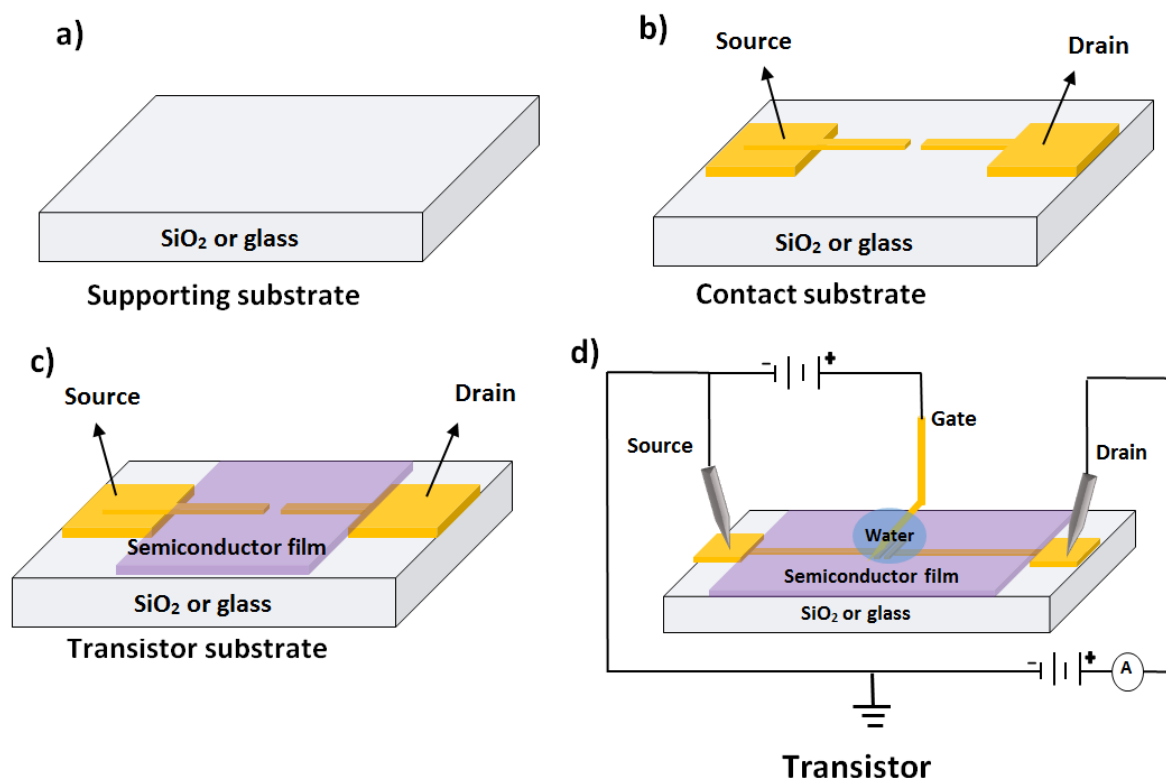 a)
SiO₂ or glass
Supporting substrate
b)
Source
Drain
SiO₂ or glass
Contact substrate
c)
Source
Drain
Semiconductor film
SiO₂ or glass
Transistor substrate
d)
- +
Gate
Source
Drain
Water
Semiconductor film
SiO₂ or glass
- +
A
Transistor